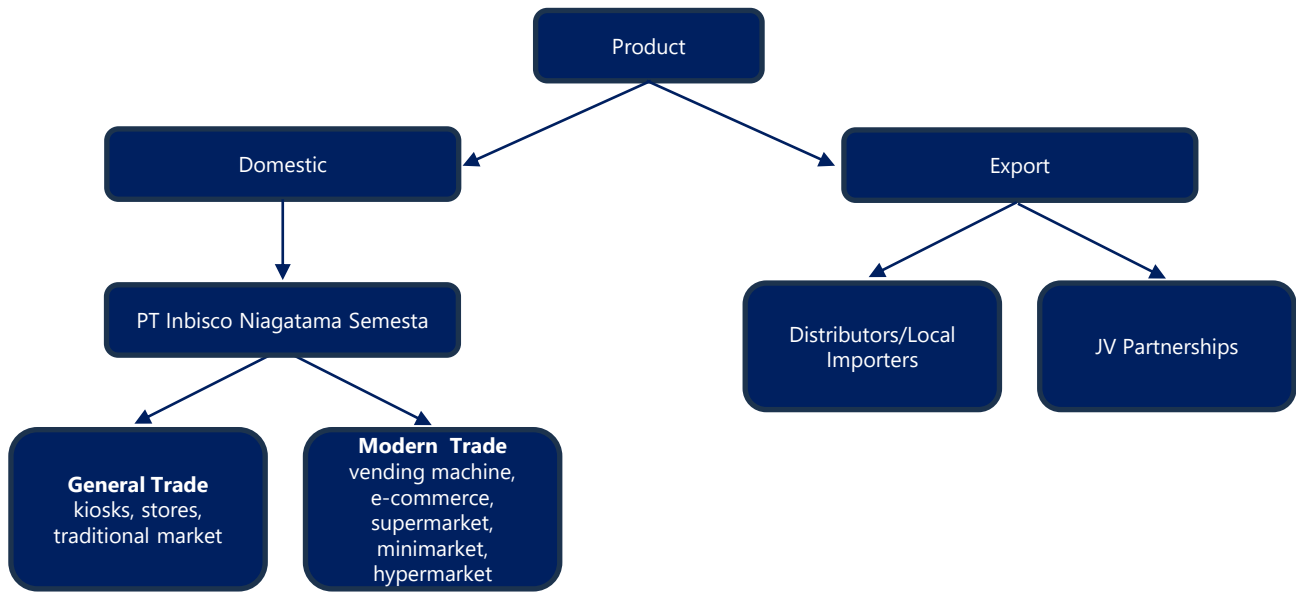 Product
Domestic
Export
PT Inbisco Niagatama Semesta
Distributors/Local
Importers
JV Partnerships
General Trade
kiosks, stores,
traditional market
Modern Trade
vending machine,
e-commerce,
supermarket,
minimarket,
hypermarket